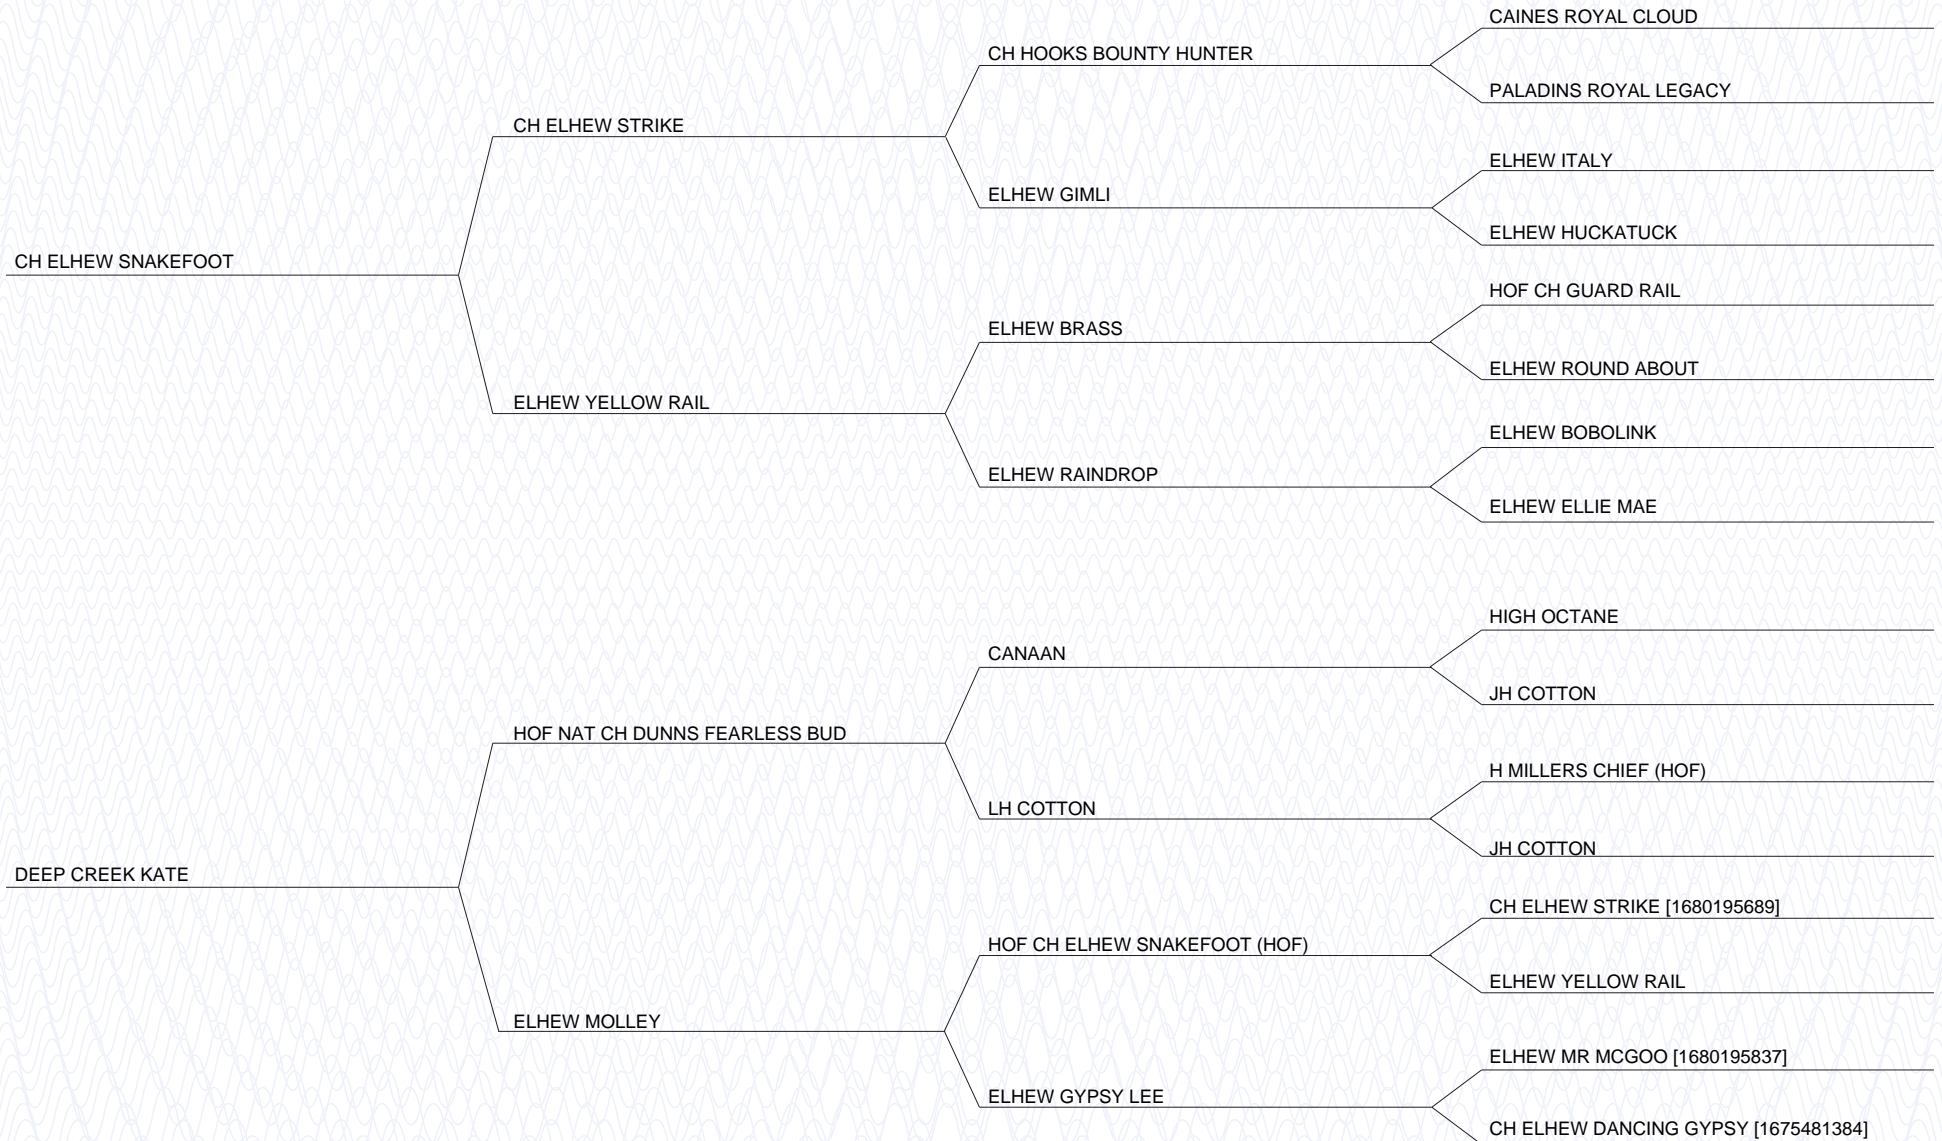 CAINES ROYAL CLOUD
CH HOOKS BOUNTY HUNTER
PALADINS ROYAL LEGACY
CH ELHEW STRIKE
ELHEW ITALY
ELHEW GIMLI
ELHEW HUCKATUCK
CH ELHEW SNAKEFOOT
HOF CH GUARD RAIL
ELHEW BRASS
ELHEW ROUND ABOUT
ELHEW YELLOW RAIL
ELHEW BOBOLINK
ELHEW RAINDROP
ELHEW ELLIE MAE
HIGH OCTANE
CANAAN
JH COTTON
HOF NAT CH DUNNS FEARLESS BUD
H MILLERS CHIEF (HOF)
LH COTTON
JH COTTON
DEEP CREEK KATE
CH ELHEW STRIKE [1680195689]
HOF CH ELHEW SNAKEFOOT (HOF)
ELHEW YELLOW RAIL
ELHEW MOLLEY
ELHEW MR MCGOO [1680195837]
ELHEW GYPSY LEE
CH ELHEW DANCING GYPSY [1675481384]